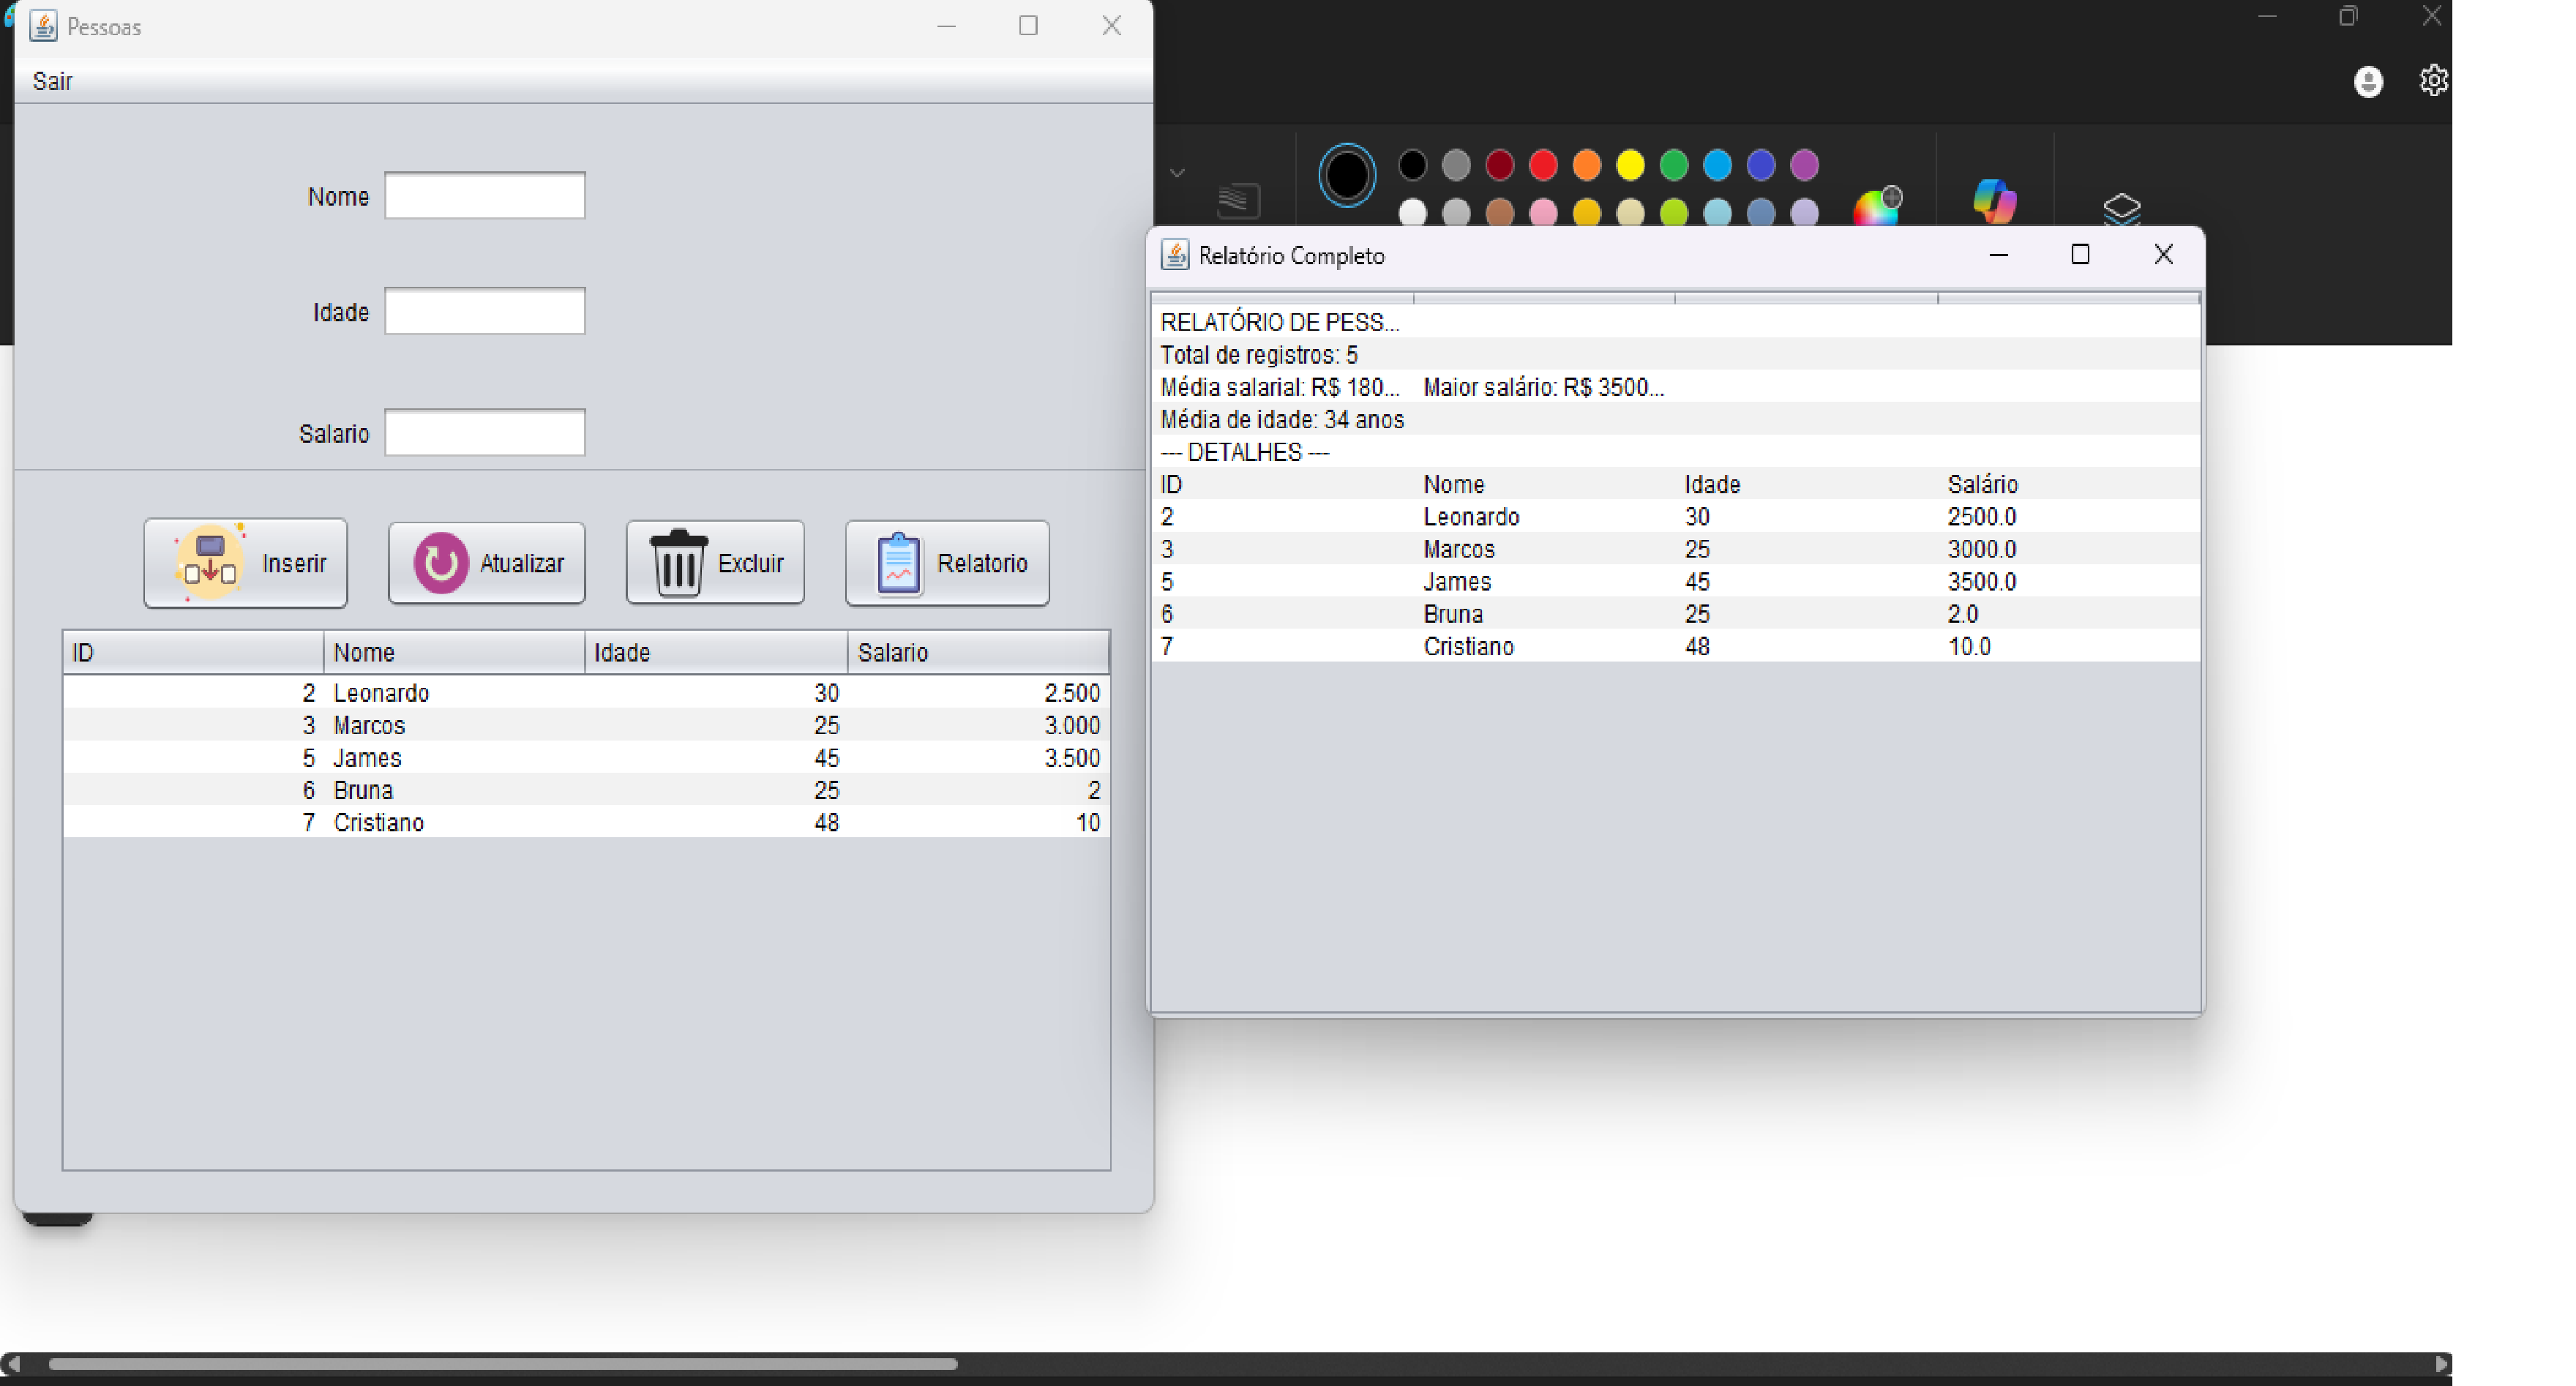 Pessoas
Sair
Nome
Idade
Salario
Inserir Atualizar Excluir Relatorio
ID Nome Idade Salario
2 Leonardo 30 2.500
3 Marcos 25 3.000
5 James 45 3.500
6 Bruna 25 2
7 Cristiano 48 10
Relatório Completo
RELATÓRIO DE PESS...
Total de registros: 5
Média salarial: R$ 180... Maior salário: R$ 3500...
Média de idade: 34 anos
--- DETALHES ---
ID Nome Idade Salário
2 Leonardo 30 2500.0
3 Marcos 25 3000.0
5 James 45 3500.0
6 Bruna 25 2.0
7 Cristiano 48 10.0